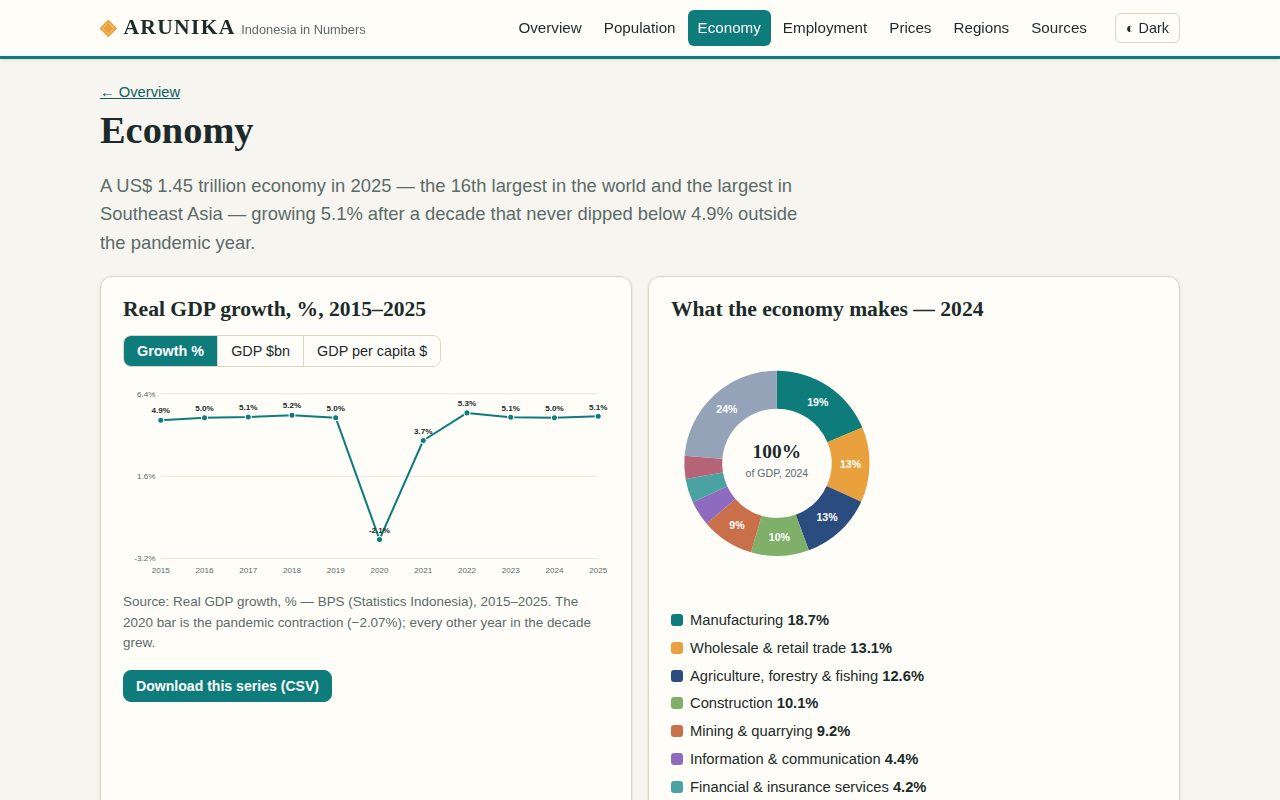 ARUNIKA Indonesia in Numbers
Overview Population Economy Employment Prices Regions Sources Dark
← Overview
Economy
A US$ 1.45 trillion economy in 2025 — the 16th largest in the world and the largest in
Southeast Asia — growing 5.1% after a decade that never dipped below 4.9% outside
the pandemic year.
Real GDP growth, %, 2015–2025
Growth % GDP $bn GDP per capita $
6.4%
1.6%
-3.2%
4.9% 5.0% 5.1% 5.2% 5.0% -2.1% 3.7% 5.3% 5.1% 5.0% 5.1%
2015 2016 2017 2018 2019 2020 2021 2022 2023 2024 2025
Source: Real GDP growth, % — BPS (Statistics Indonesia), 2015–2025. The
2020 bar is the pandemic contraction (−2.07%); every other year in the decade
grew.
Download this series (CSV)
What the economy makes — 2024
19%
13%
13%
10%
9%
24%
100%
of GDP, 2024
Manufacturing 18.7%
Wholesale & retail trade 13.1%
Agriculture, forestry & fishing 12.6%
Construction 10.1%
Mining & quarrying 9.2%
Information & communication 4.4%
Financial & insurance services 4.2%